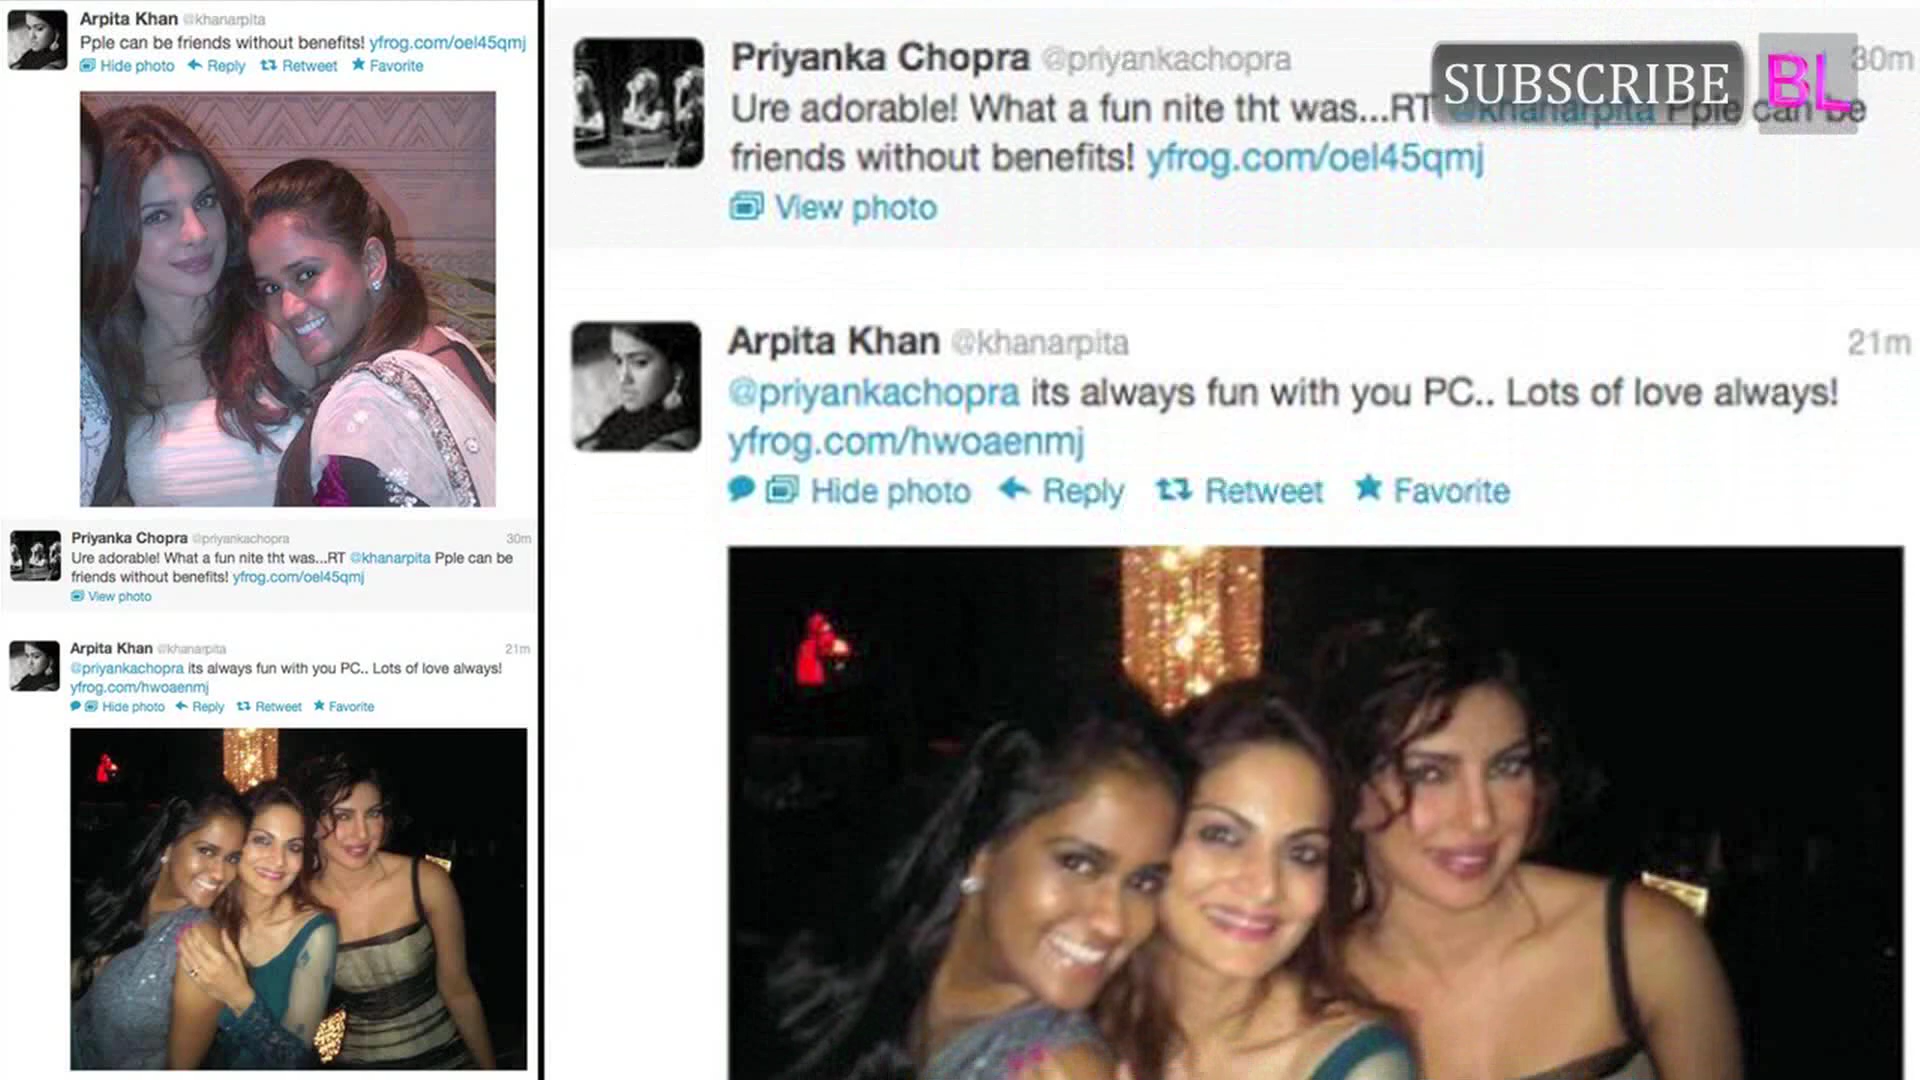 Arpita Khan @khanarpita
Pple can be friends without benefits! yfrog.com/oel45qmj
Hide photo Reply Retweet Favorite
Priyanka Chopra @priyankachopra 30m
Ure adorable! What a fun nite tht was...RT @khanarpita Pple can be
friends without benefits! yfrog.com/oel45qmj
View photo
Arpita Khan @khanarpita 21m
@priyankachopra its always fun with you PC.. Lots of love always!
yfrog.com/hwoaenmj
Hide photo Reply Retweet Favorite
Priyanka Chopra @priyankachopra 30m
Ure adorable! What a fun nite tht was...RT @khanarpita Pple can be
friends without benefits! yfrog.com/oel45qmj
View photo
SUBSCRIBE BL
Arpita Khan @khanarpita 21m
@priyankachopra its always fun with you PC.. Lots of love always!
yfrog.com/hwoaenmj
Hide photo Reply Retweet Favorite